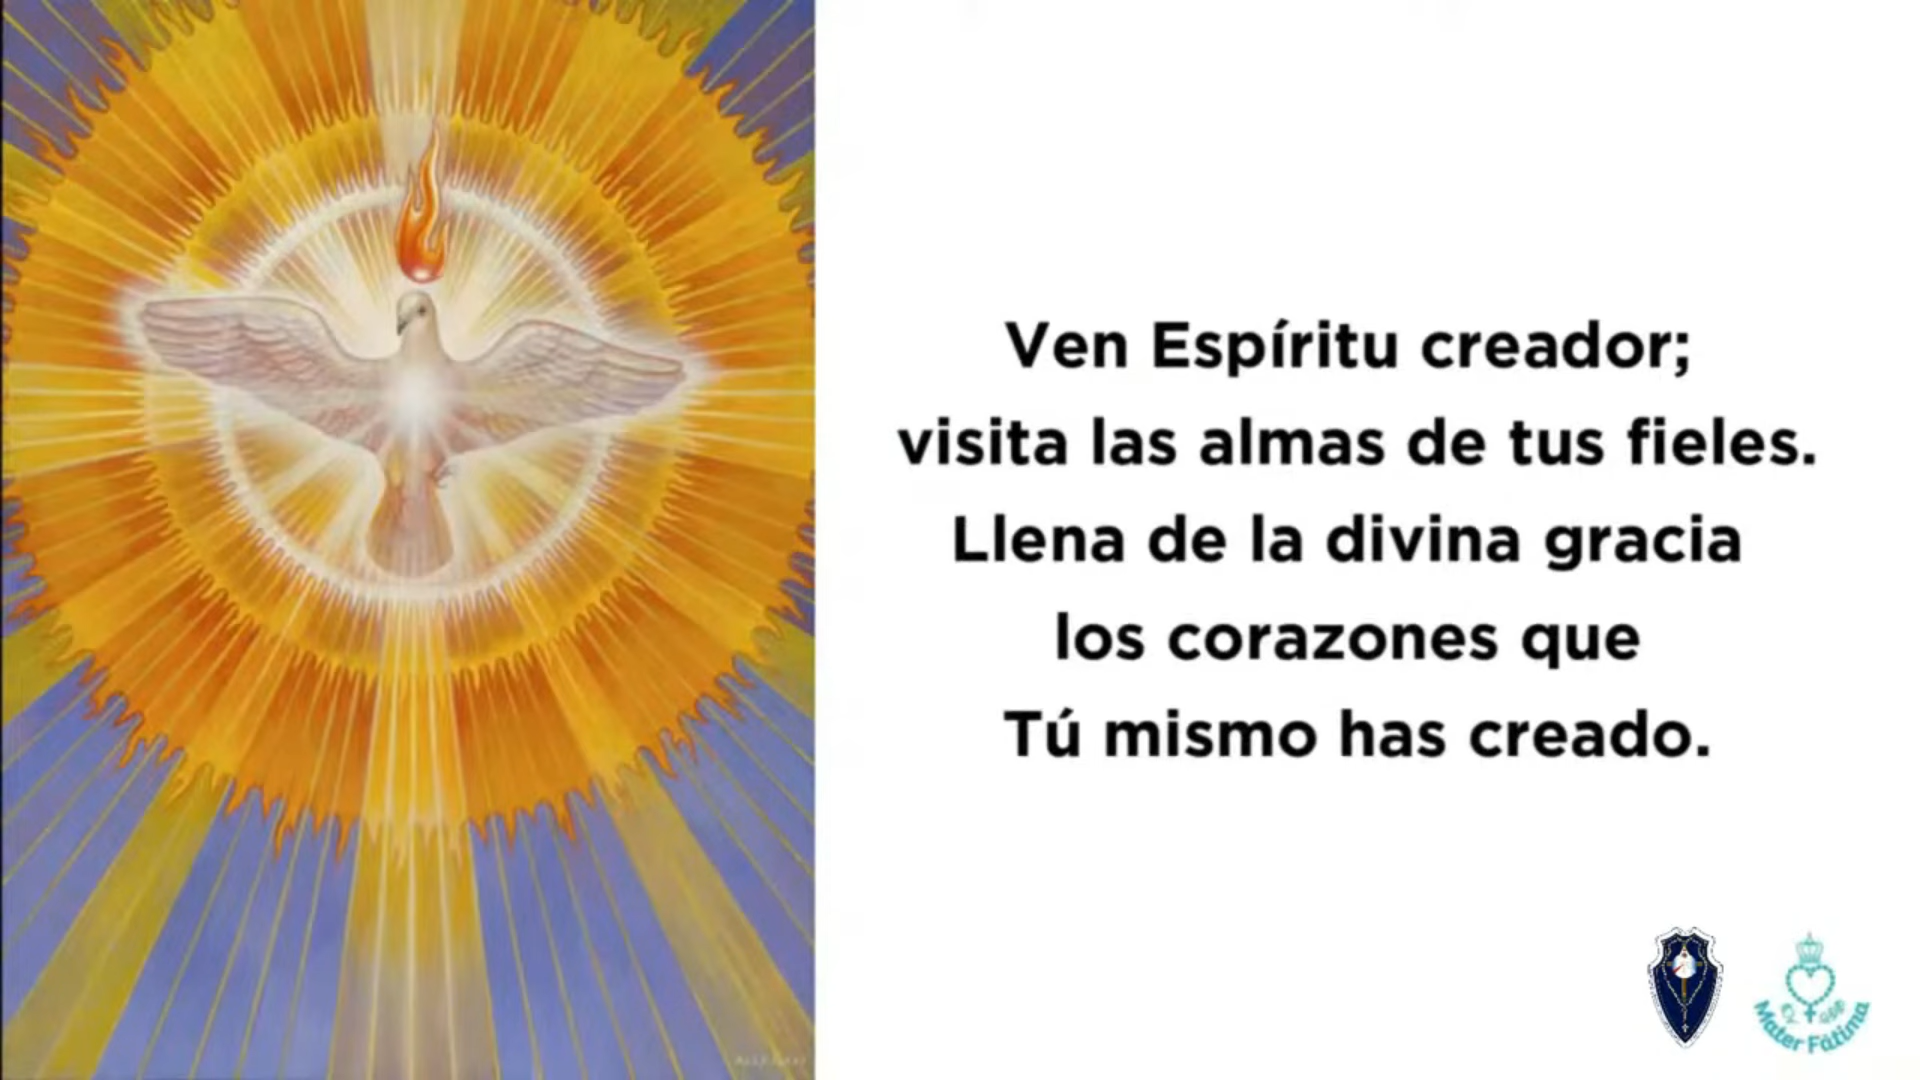 Ven Espíritu creador;
visita las almas de tus fieles.
Llena de la divina gracia
los corazones que
Tú mismo has creado.
Mater Fátima